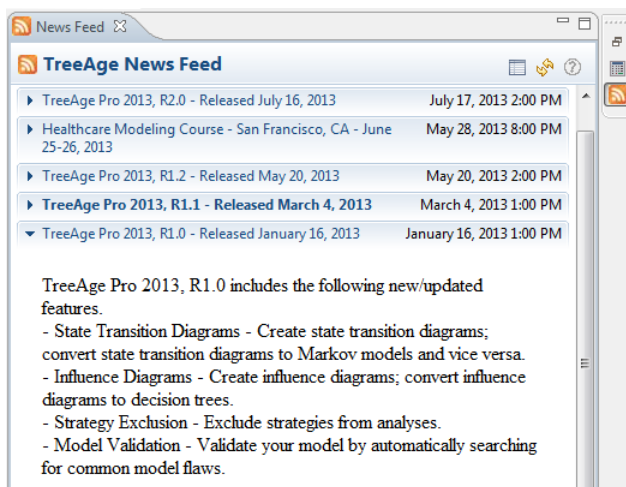 News Feed
TreeAge News Feed
TreeAge Pro 2013, R2.0 - Released July 16, 2013 July 17, 2013 2:00 PM
Healthcare Modeling Course - San Francisco, CA - June May 28, 2013 8:00 PM
25-26, 2013
TreeAge Pro 2013, R1.2 - Released May 20, 2013 May 20, 2013 2:00 PM
TreeAge Pro 2013, R1.1 - Released March 4, 2013 March 4, 2013 1:00 PM
TreeAge Pro 2013, R1.0 - Released January 16, 2013 January 16, 2013 1:00 PM
TreeAge Pro 2013, R1.0 includes the following new/updated
features.
- State Transition Diagrams - Create state transition diagrams;
convert state transition diagrams to Markov models and vice versa.
- Influence Diagrams - Create influence diagrams; convert influence
diagrams to decision trees.
- Strategy Exclusion - Exclude strategies from analyses.
- Model Validation - Validate your model by automatically searching
for common model flaws.